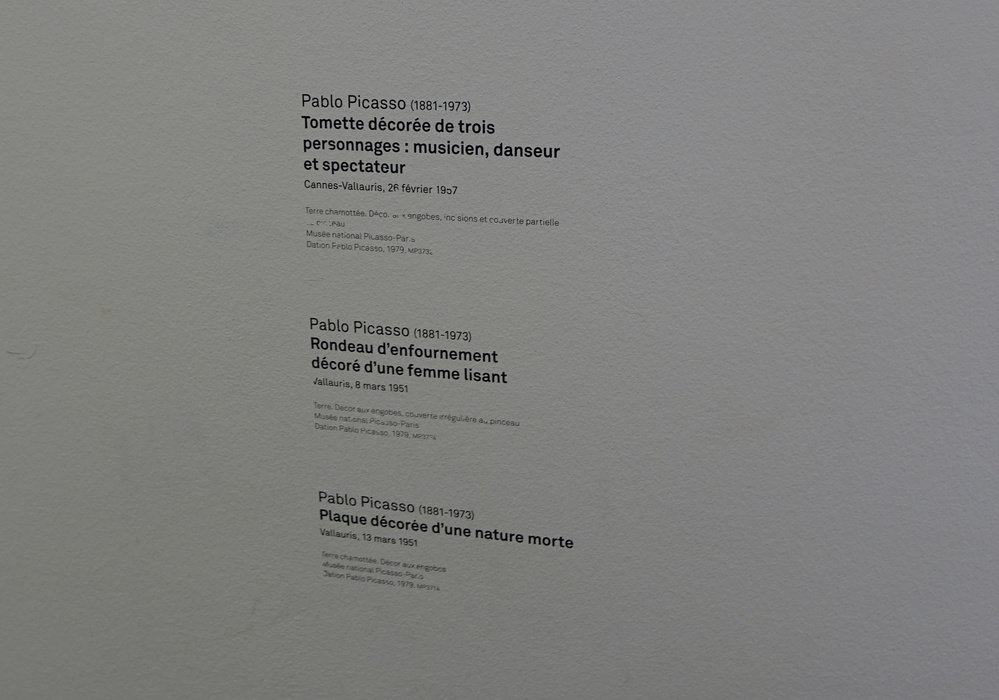 Pablo Picasso (1881-1973)
Tomette décorée de trois
personnages : musicien, danseur
et spectateur
Cannes-Vallauris, 26 février 1957
Terre chamottée. engobes, incisions et couverte partielle
Musée national Picasso-Paris
Dation Pablo Picasso, 1979.
Pablo Picasso (1881-1973)
Rondeau d'enfournement
décoré d'une femme lisant
Vallauris, 8 mars 1951
Terre. Décor aux engobes, couverte irrégulière au pinceau
Musée national Picasso-Paris
Dation Pablo Picasso, 1979.
Pablo Picasso (1881-1973)
Plaque décorée d'une nature morte
Vallauris, 13 mars 1951
Terre chamottée. Décor aux engobes
Musée national Picasso-Paris
Dation Pablo Picasso, 1979.